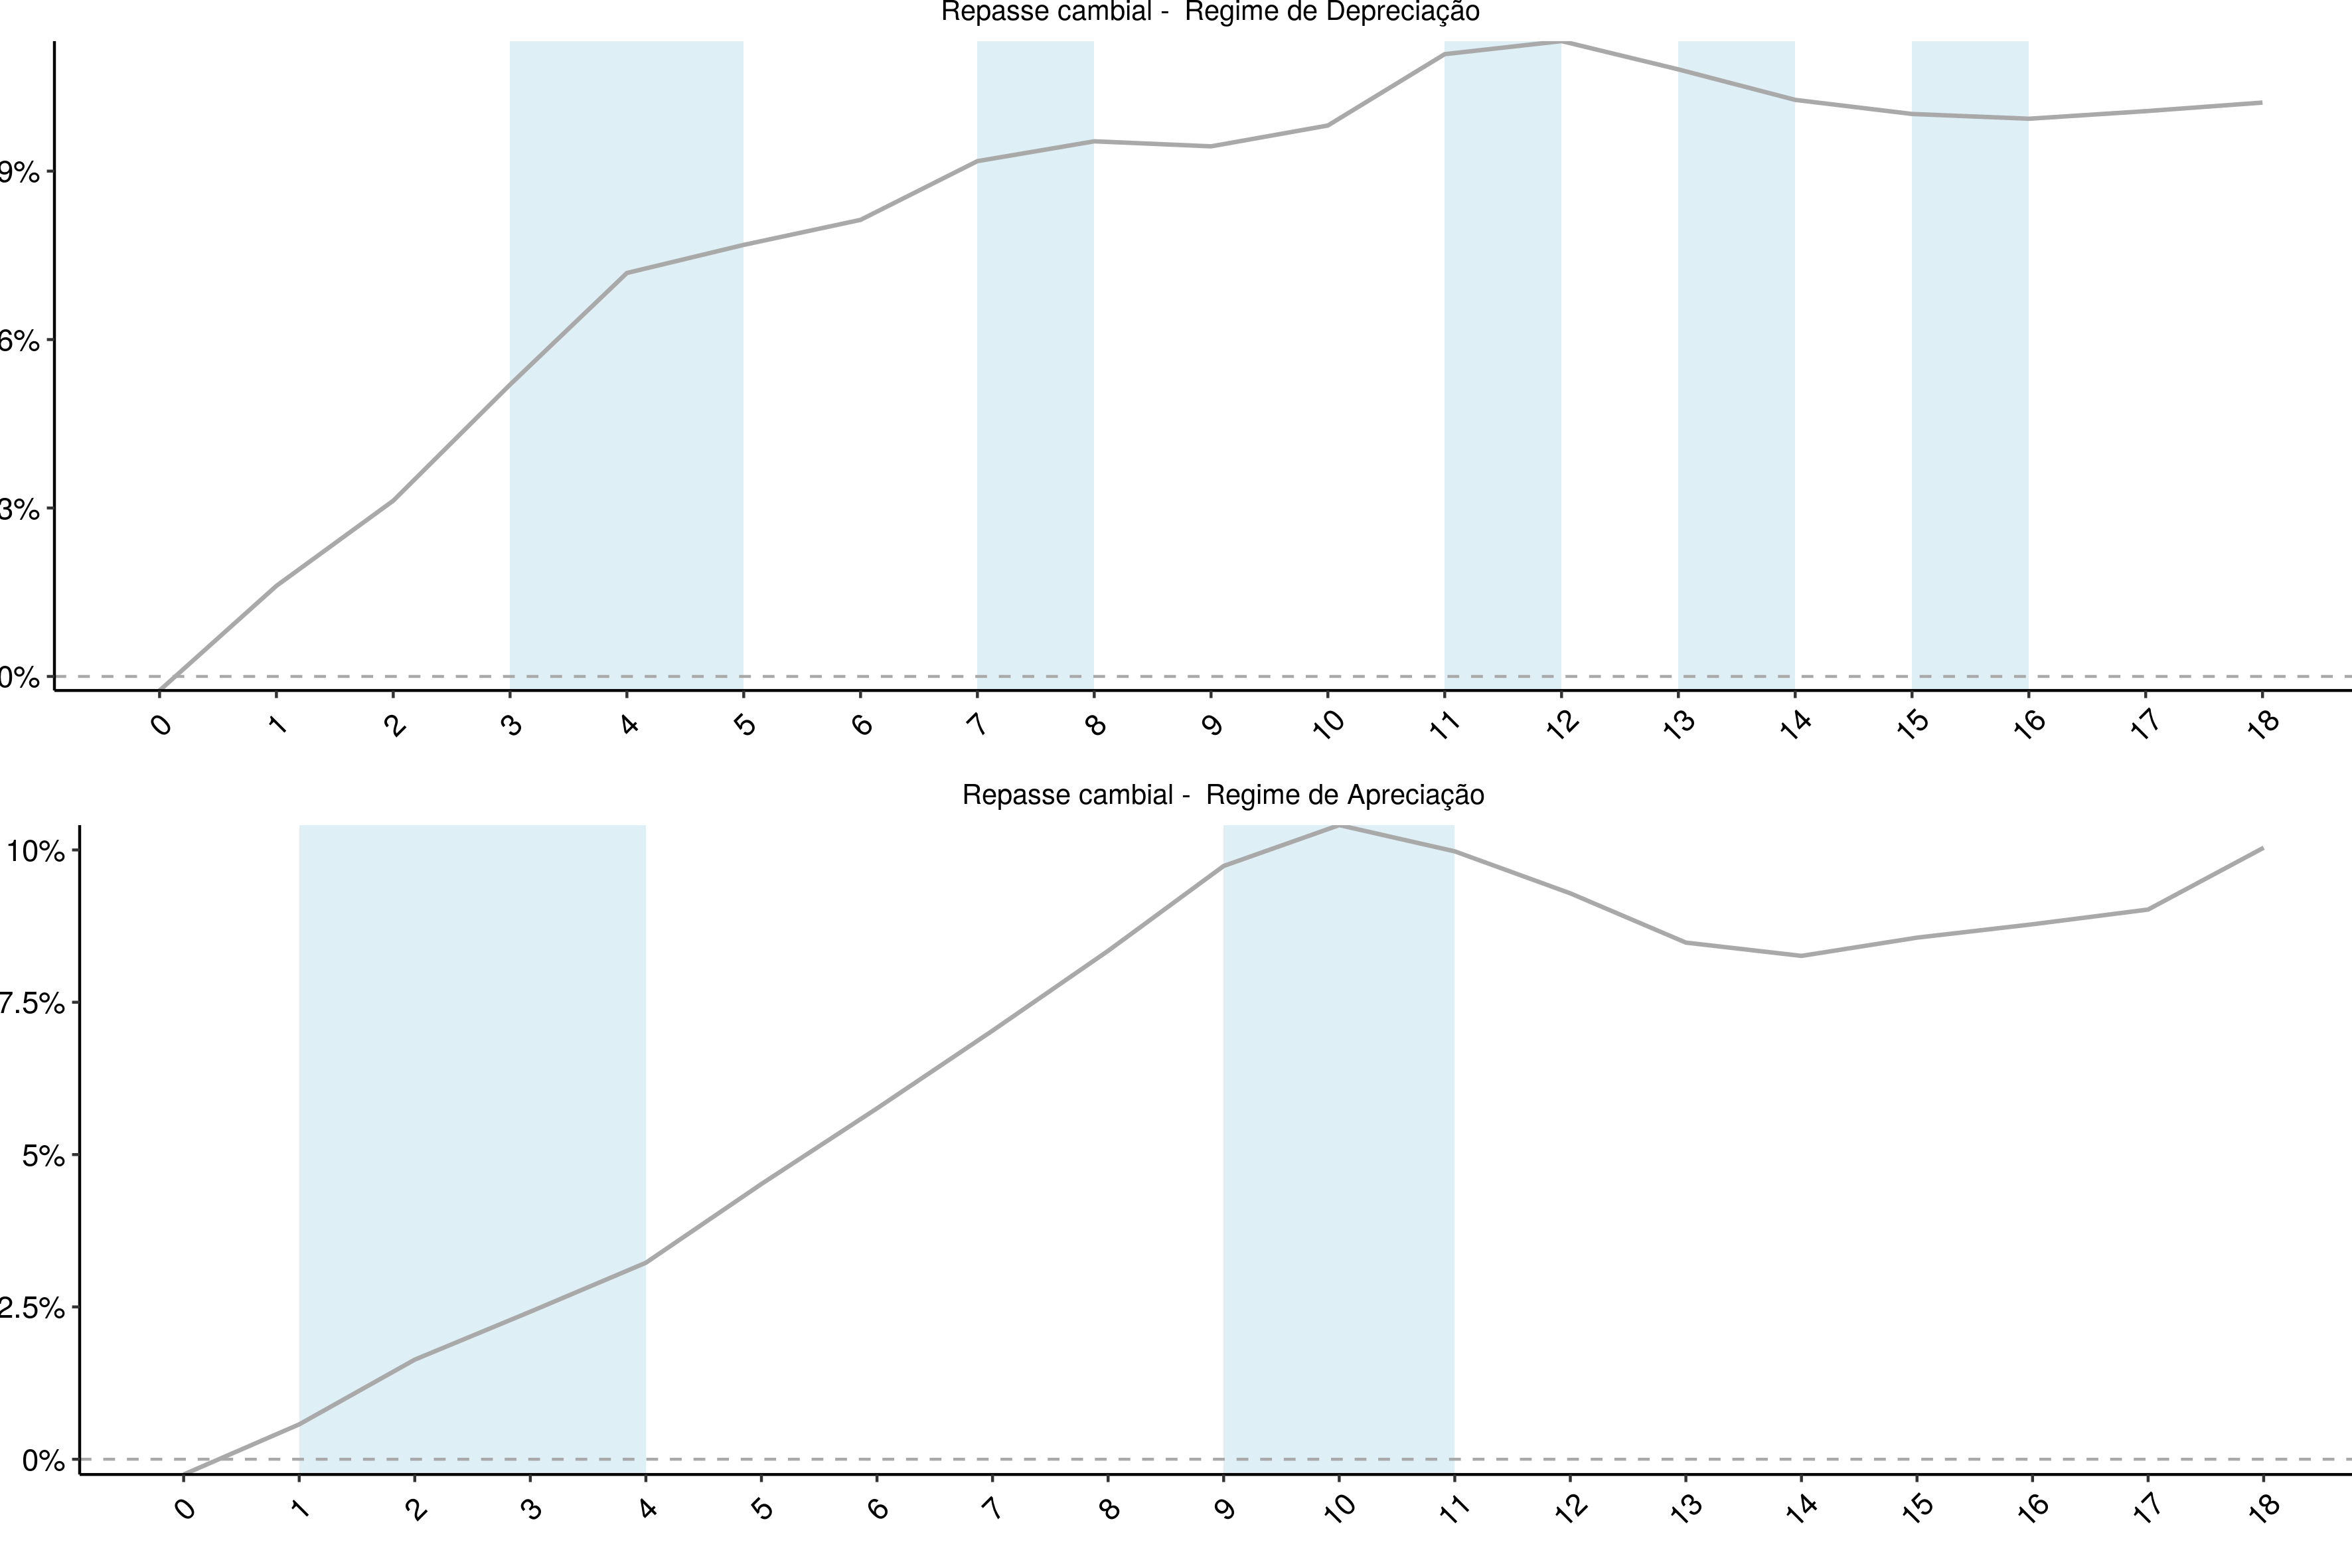 Repasse cambial -  Regime de Depreciação
9%
6%
3%
0%
0 1 2 3 4 5 6 7 8 9 10 11 12 13 14 15 16 17 18
Repasse cambial -  Regime de Apreciação
10%
7.5%
5%
2.5%
0%
0 1 2 3 4 5 6 7 8 9 10 11 12 13 14 15 16 17 18